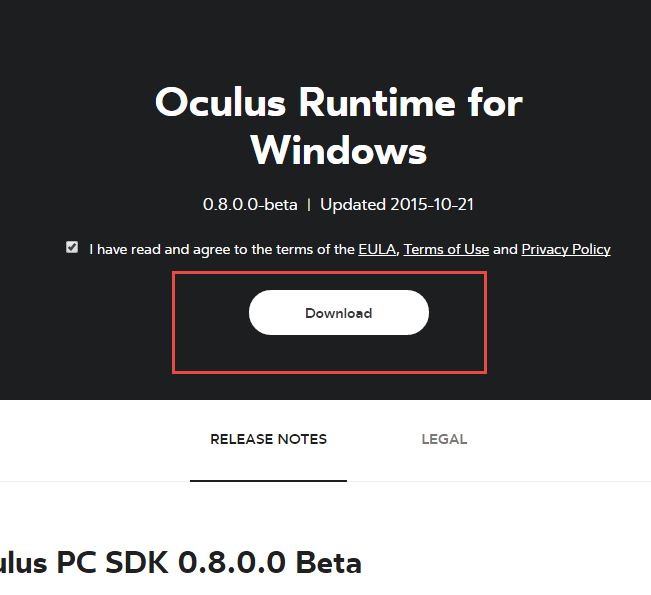 Oculus Runtime for
Windows
0.8.0.0-beta | Updated 2015-10-21
I have read and agree to the terms of the EULA, Terms of Use and Privacy Policy
Download
RELEASE NOTES LEGAL
ulus PC SDK 0.8.0.0 Beta